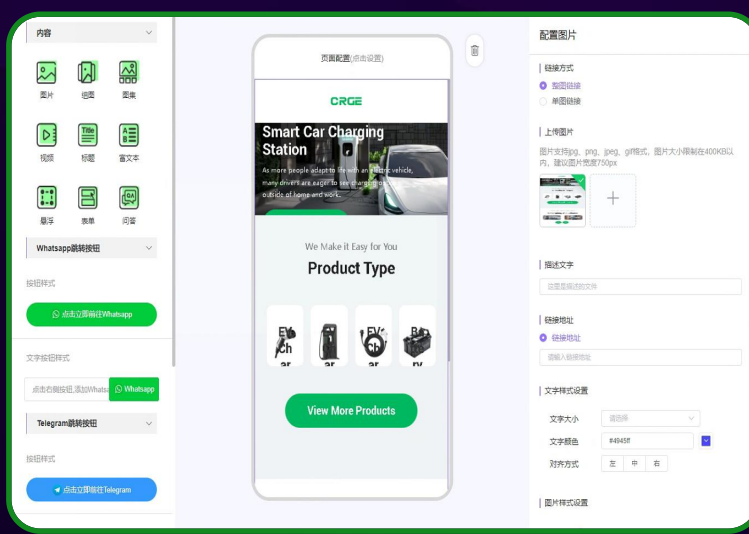 内容
图片
组图
图集
视频
Title
标题
富文本
悬浮
表单
问答
Whatsapp跳转按钮
按钮样式
点击立即前往Whatsapp
文字按钮样式
点击右侧按钮,添加Whatsa
Whatsapp
Telegram跳转按钮
按钮样式
点击立即前往Telegram
页面配置(点击设置)
CRGE
Smart Car Charging
Station
As more people adapt to life with an electric vehicle,
many drivers are eager to see charging
outside of home and work.
We Make it Easy for You
Product Type
EV
Char
EV
Char
Ba
ry
View More Products
配置图片
链接方式
整图链接
单图链接
上传图片
图片支持jpg、png、jpeg、gif格式，图片大小限制在400KB以
内、建议图片宽度750px
描述文字
这里是描述的文件
链接地址
链接地址
请输入链接地址
文字样式设置
文字大小
请选择
文字颜色
#4945ff
对齐方式
左 中 右
图片样式设置